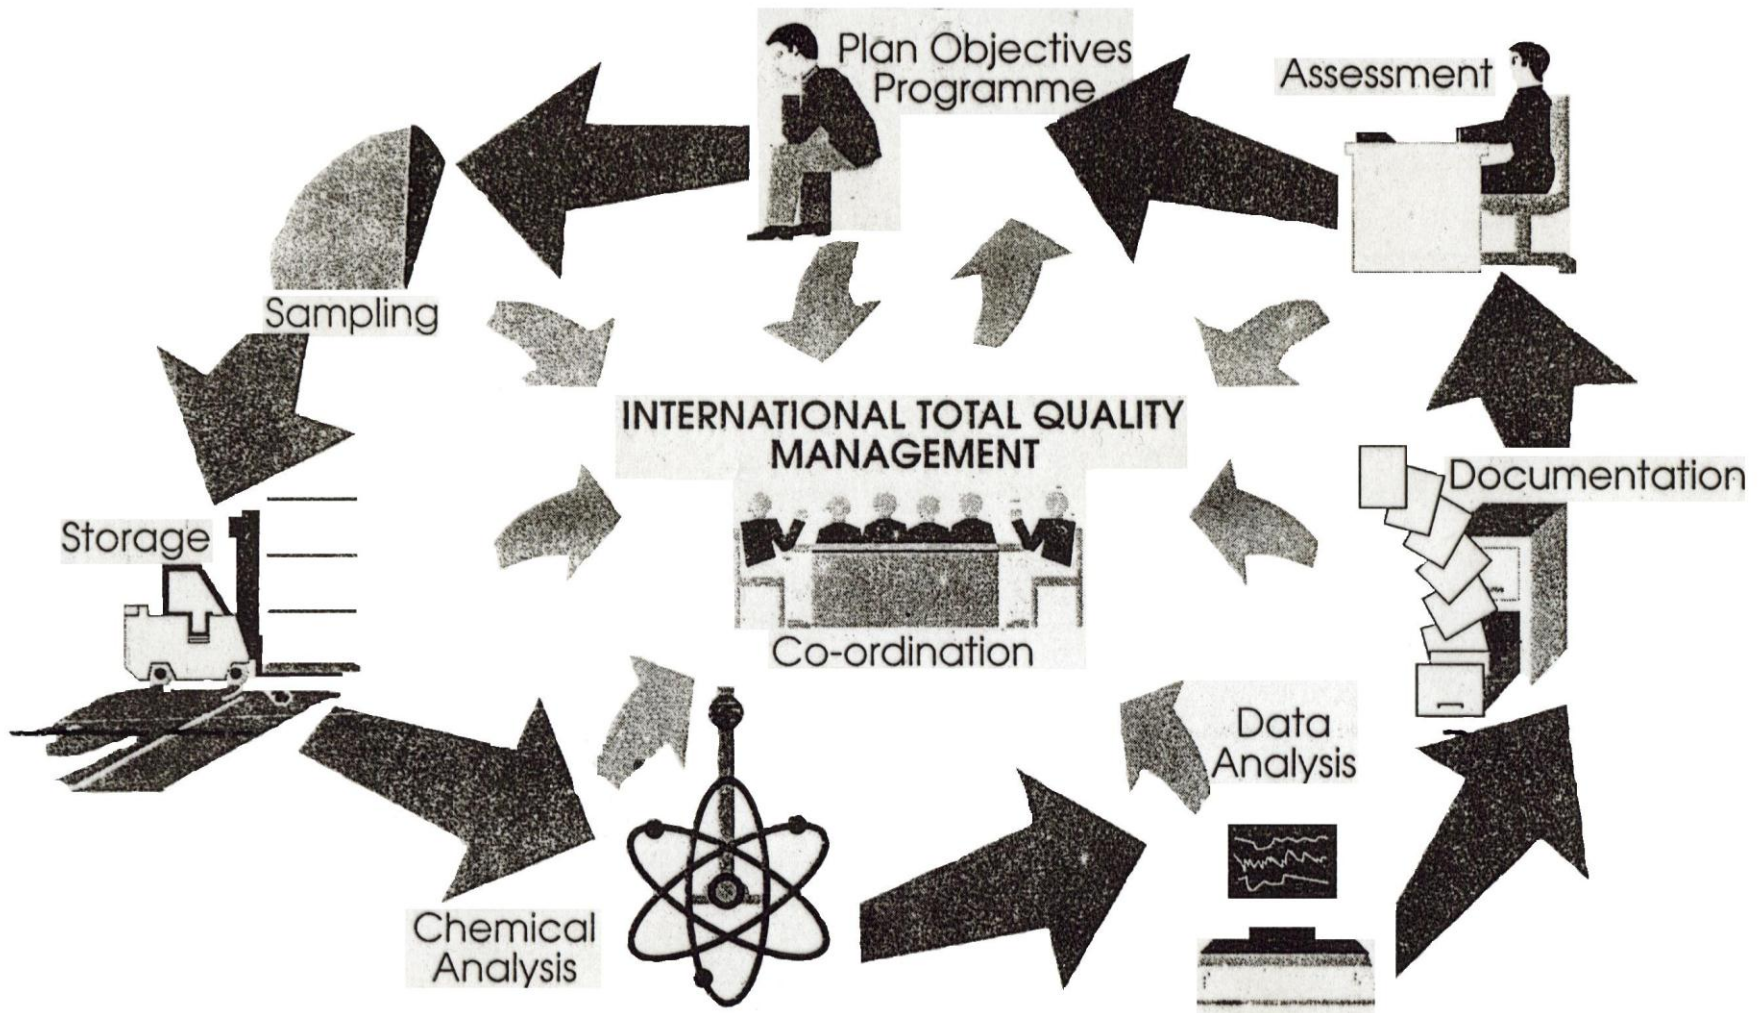 Plan Objectives
Programme
Assessment
Sampling
INTERNATIONAL TOTAL QUALITY
MANAGEMENT
Documentation
Storage
Co-ordination
Data
Analysis
Chemical
Analysis